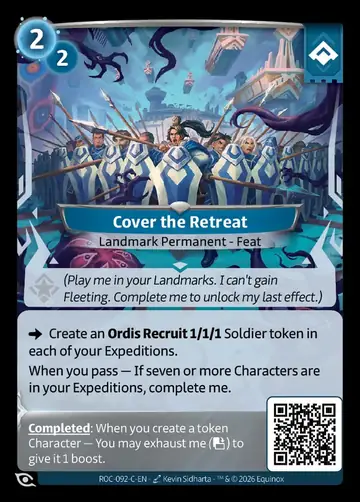 2
2
Cover the Retreat
Landmark Permanent - Feat
(Play me in your Landmarks. I can't gain
Fleeting. Complete me to unlock my last effect.)
Create an Ordis Recruit 1/1/1 Soldier token in
each of your Expeditions.
When you pass — If seven or more Characters are
in your Expeditions, complete me.
Completed: When you create a token
Character — You may exhaust me () to
give it 1 boost.
ROC-092-C-EN - Kevin Sidharta - ™ & © 2026 Equinox